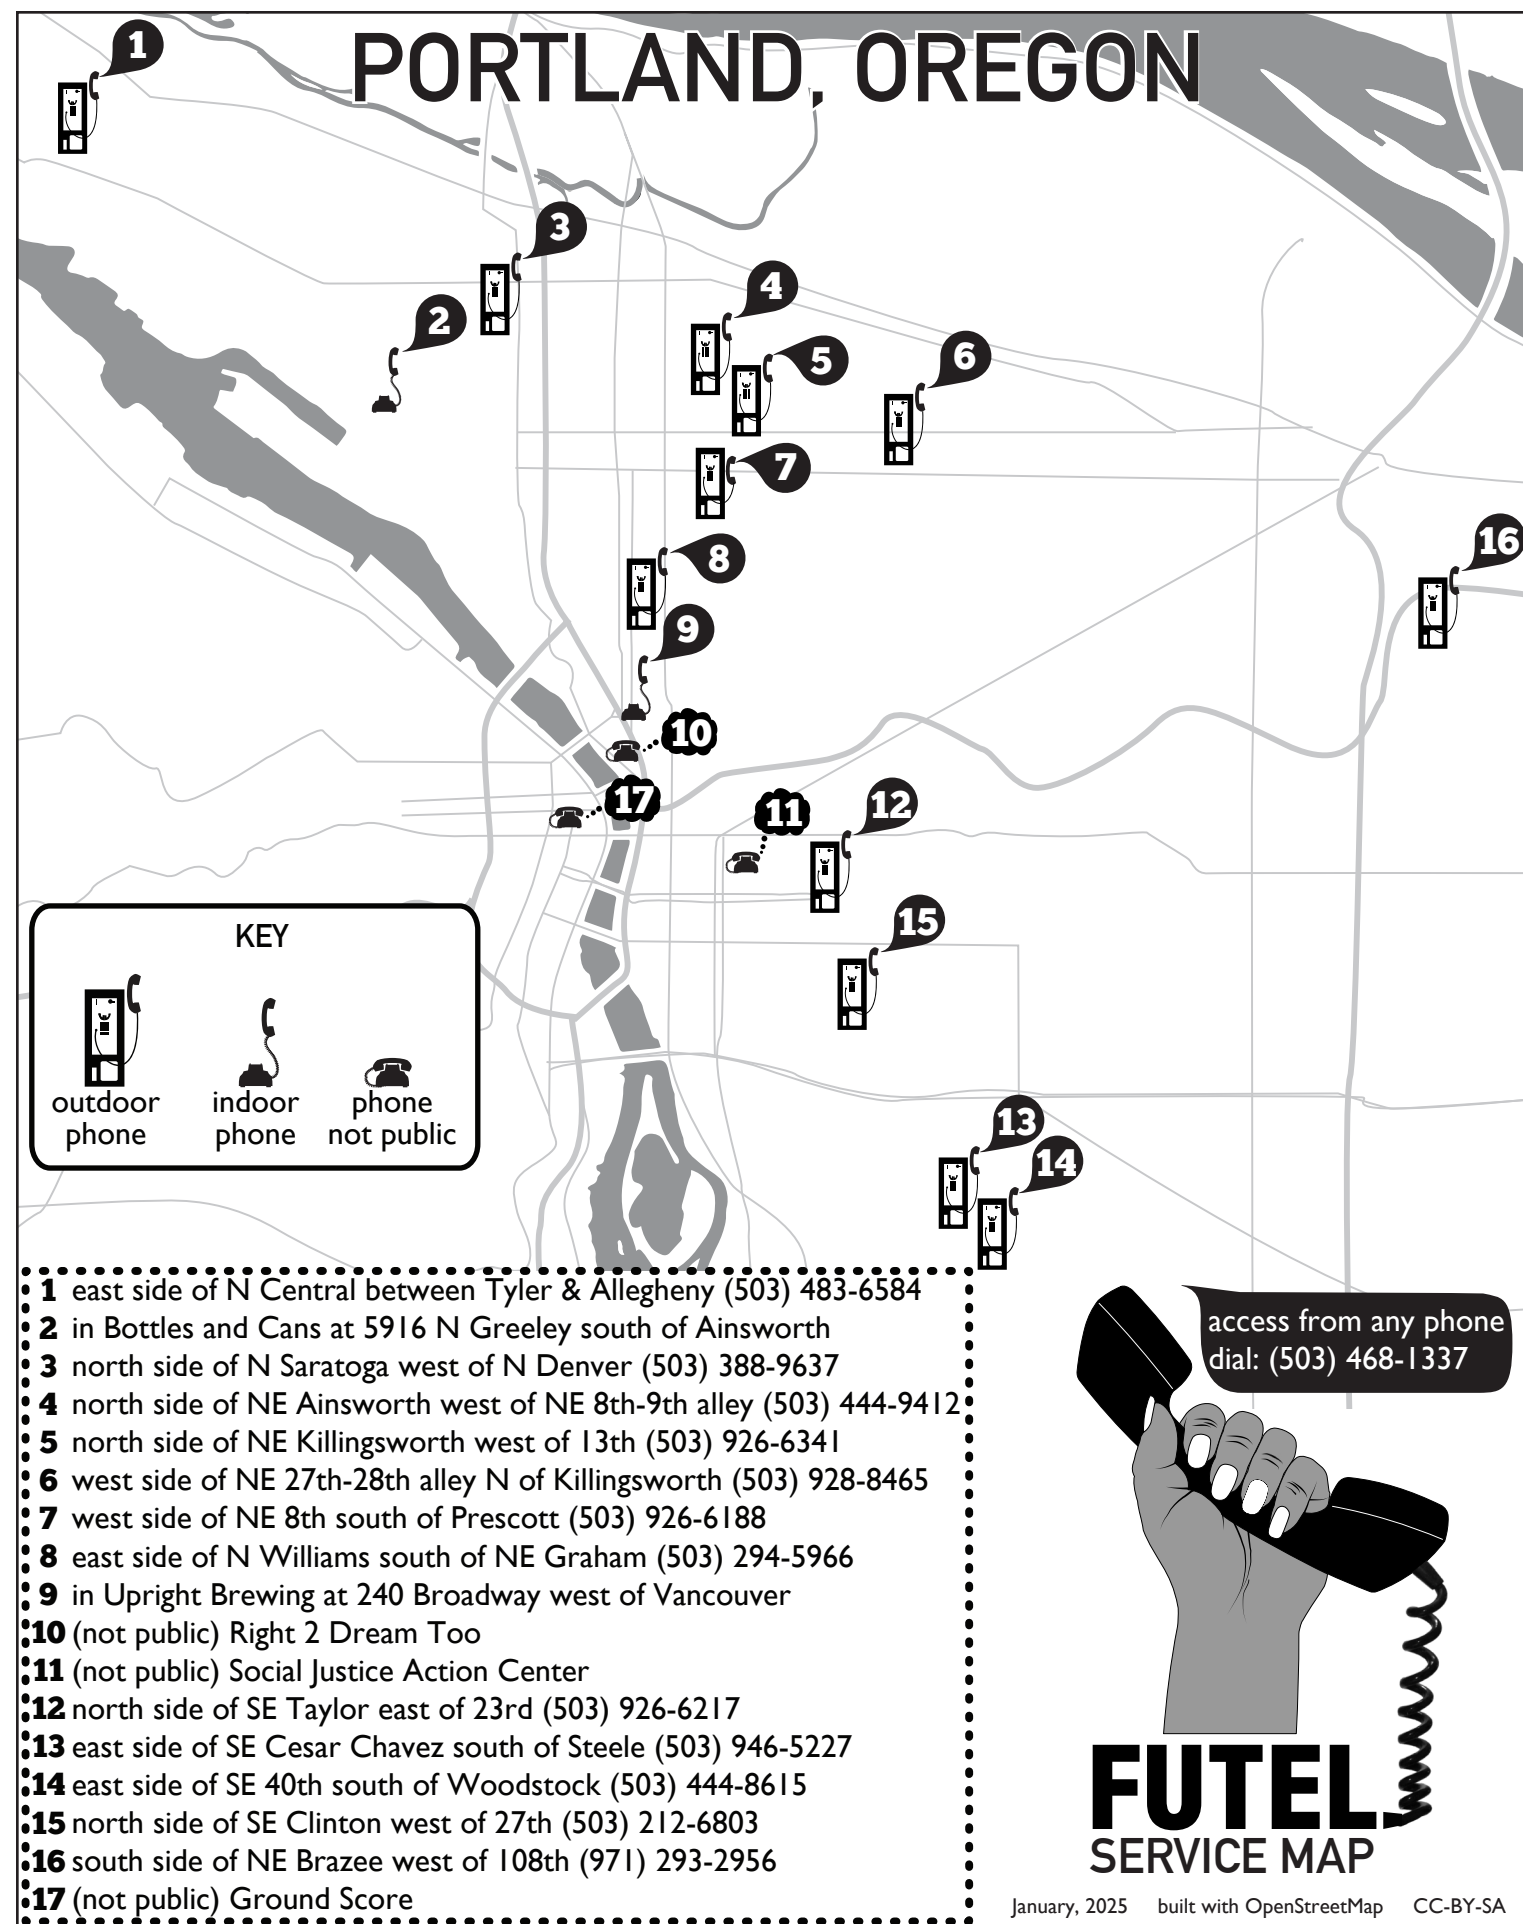 PORTLAND, OREGON
1
3
4
2
5
6
7
16
8
9
10
17
11
12
15
13
14
KEY
outdoor phone
indoor phone
phone not public
1 east side of N Central between Tyler & Allegheny (503) 483-6584
2 in Bottles and Cans at 5916 N Greeley south of Ainsworth
3 north side of N Saratoga west of N Denver (503) 388-9637
4 north side of NE Ainsworth west of NE 8th-9th alley (503) 444-9412
5 north side of NE Killingsworth west of 13th (503) 926-6341
6 west side of NE 27th-28th alley N of Killingsworth (503) 928-8465
7 west side of NE 8th south of Prescott (503) 926-6188
8 east side of N Williams south of NE Graham (503) 294-5966
9 in Upright Brewing at 240 Broadway west of Vancouver
10 (not public) Right 2 Dream Too
11 (not public) Social Justice Action Center
12 north side of SE Taylor east of 23rd (503) 926-6217
13 east side of SE Cesar Chavez south of Steele (503) 946-5227
14 east side of SE 40th south of Woodstock (503) 444-8615
15 north side of SE Clinton west of 27th (503) 212-6803
16 south side of NE Brazee west of 108th (971) 293-2956
17 (not public) Ground Score
access from any phone
dial: (503) 468-1337
FUTEL
SERVICE MAP
January, 2025 built with OpenStreetMap CC-BY-SA